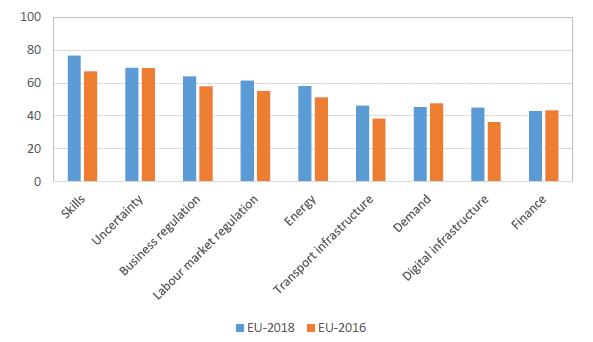 100
80
60
40
20
0
Skills
Uncertainty
Business regulation
Labour market regulation
Energy
Transport infrastructure
Demand
Digital infrastructure
Finance
EU-2018 EU-2016